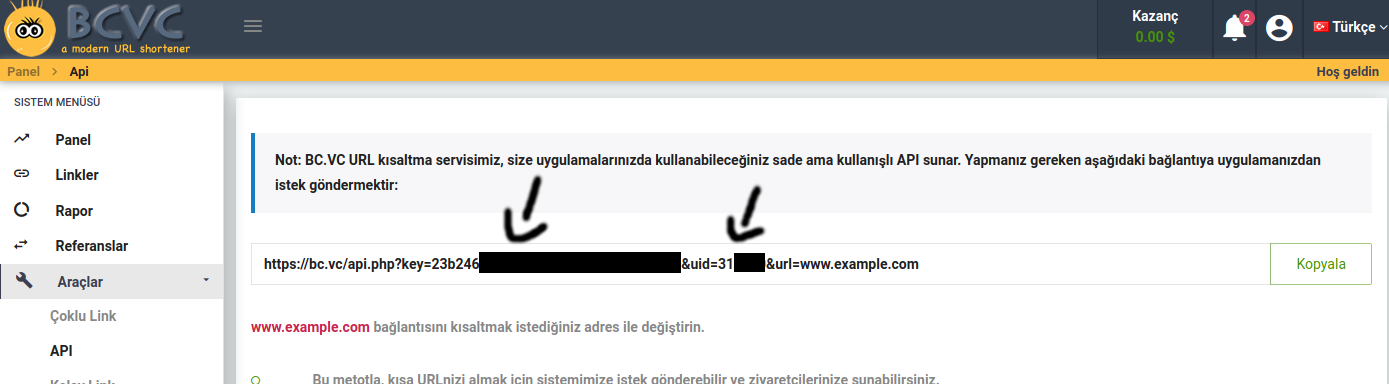 BCVC
a modern URL shortener
Kazanç
0.00 $
2
Türkçe
Panel > Api
Hoş geldin
SISTEM MENÜSÜ
Panel
Linkler
Rapor
Referanslar
Araçlar
Çoklu Link
API
Kolay Link
Not: BC.VC URL kısaltma servisimiz, size uygulamalarınızda kullanabileceğiniz sade ama kullanışlı API sunar. Yapmanız gereken aşağıdaki bağlantıya uygulamanızdan
istek göndermektir:
https://bc.vc/api.php?key=23b246 &uid=31 &url=www.example.com
Kopyala
www.example.com bağlantısını kısaltmak istediğiniz adres ile değiştirin.
Bu metotla, kısa URLnizi almak için sistemimize istek gönderebilir ve ziyaretçilerinize sunabilirsiniz.